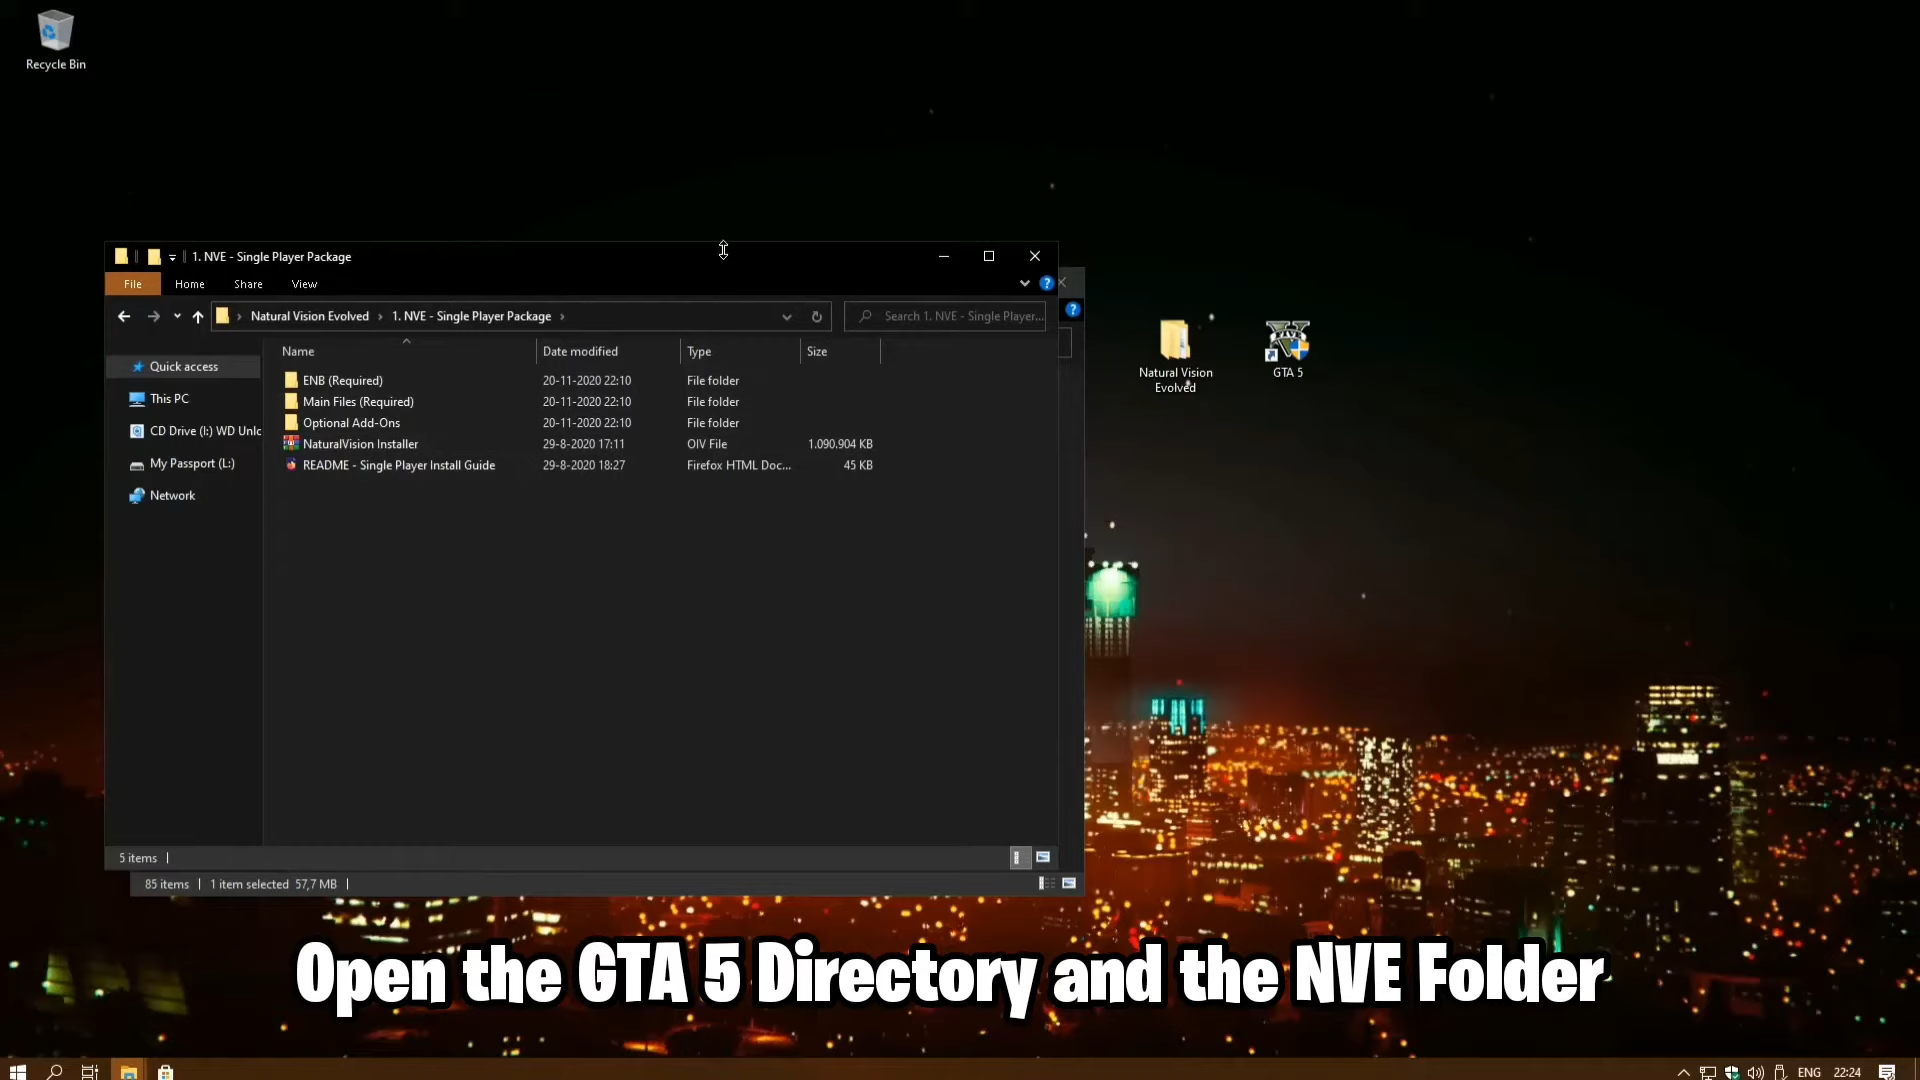 Recycle Bin
1. NVE - Single Player Package
File Home Share View
Natural Vision Evolved › 1. NVE - Single Player Package ›
Search 1. NVE - Single Player...
Name Date modified Type Size
Quick access
This PC
CD Drive (I:) WD Unlc
My Passport (L:)
Network
ENB (Required) 20-11-2020 22:10 File folder
Main Files (Required) 20-11-2020 22:10 File folder
Optional Add-Ons 20-11-2020 22:10 File folder
NaturalVision Installer 29-8-2020 17:11 OIV File 1.090.904 KB
README - Single Player Install Guide 29-8-2020 18:27 Firefox HTML Doc... 45 KB
Natural Vision
Evolved
GTA 5
5 items
85 items 1 item selected 57,7 MB
Open the GTA 5 Directory and the NVE Folder
ENG 22:24